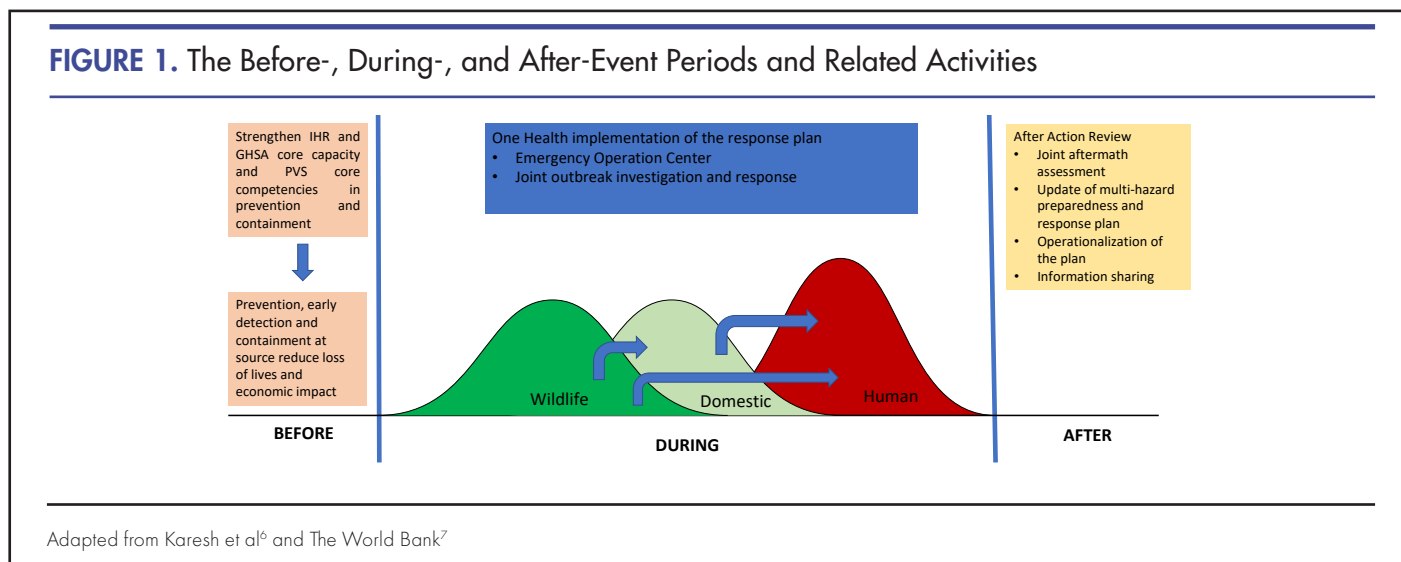 FIGURE 1. The Before-, During-, and After-Event Periods and Related Activities
Strengthen IHR and
GHSA core capacity
and PVS core
competencies in
prevention and
containment
Prevention, early
detection and
containment at
source reduce loss
of lives and
economic impact
One Health implementation of the response plan
• Emergency Operation Center
• Joint outbreak investigation and response
After Action Review
• Joint aftermath
assessment
• Update of multi-hazard
preparedness and
response plan
• Operationalization of
the plan
• Information sharing
Wildlife
Domestic
Human
BEFORE
DURING
AFTER
Adapted from Karesh et al⁶ and The World Bank⁷